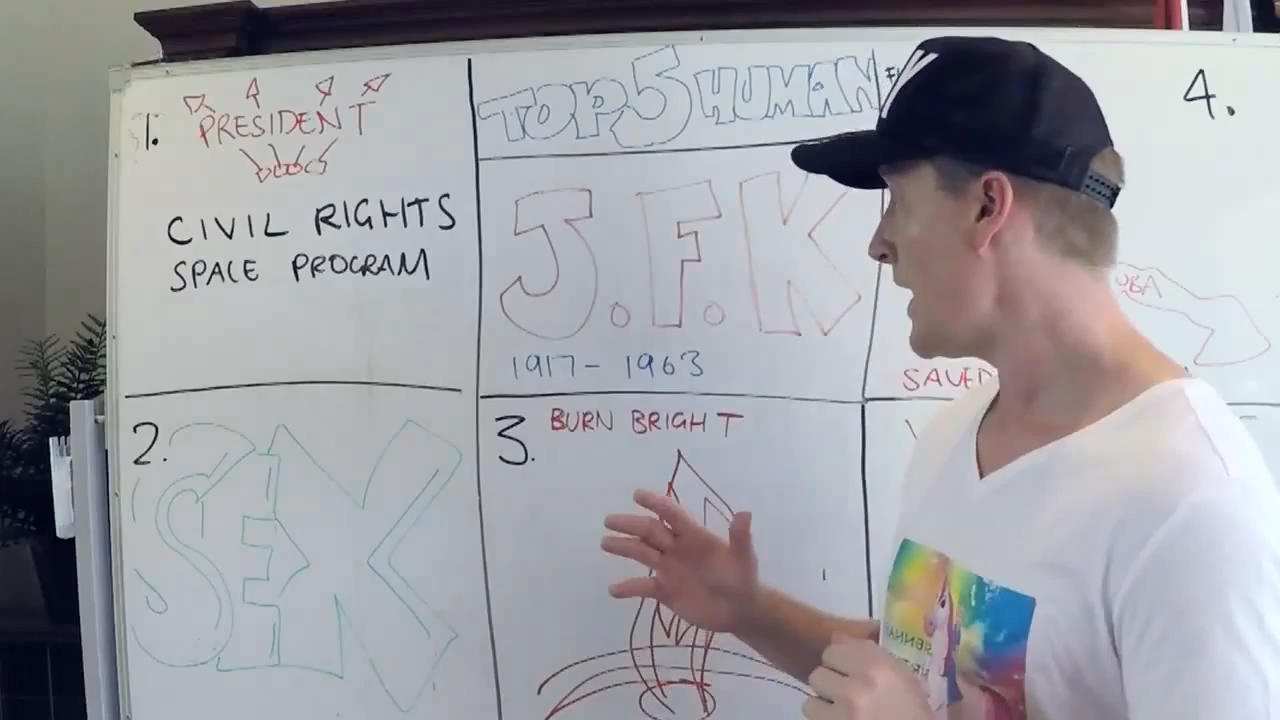 1.
PRESIDENT
CIVIL RIGHTS
SPACE PROGRAM
TOP 5 HUMAN
J.F.K
1917-1963
4.
SAVED
2.
SEX
3.
BURN BRIGHT